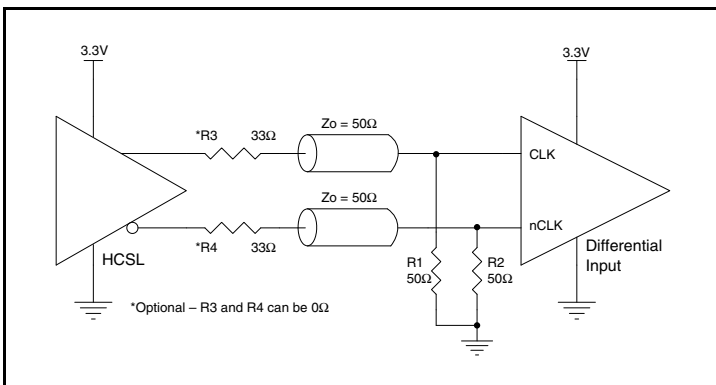 3.3V
3.3V
*R3 33Ω
Zo = 50Ω
CLK
Zo = 50Ω
*R4 33Ω
nCLK
HCSL
Differential
Input
R1
50Ω
R2
50Ω
*Optional – R3 and R4 can be 0Ω